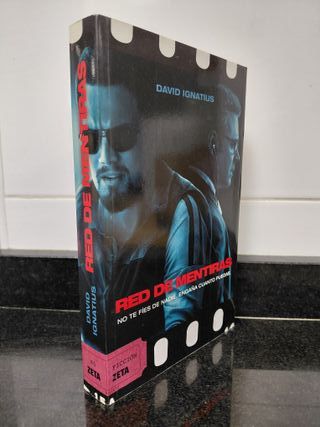 DAVID IGNATIUS
RED DE MENTIRAS
NO TE FÍES DE NADIE. ENGAÑA CUANTO PUEDAS
RED DE MENTIRAS
DAVID
IGNATIUS
ZETA
FICCIÓN
ZETA